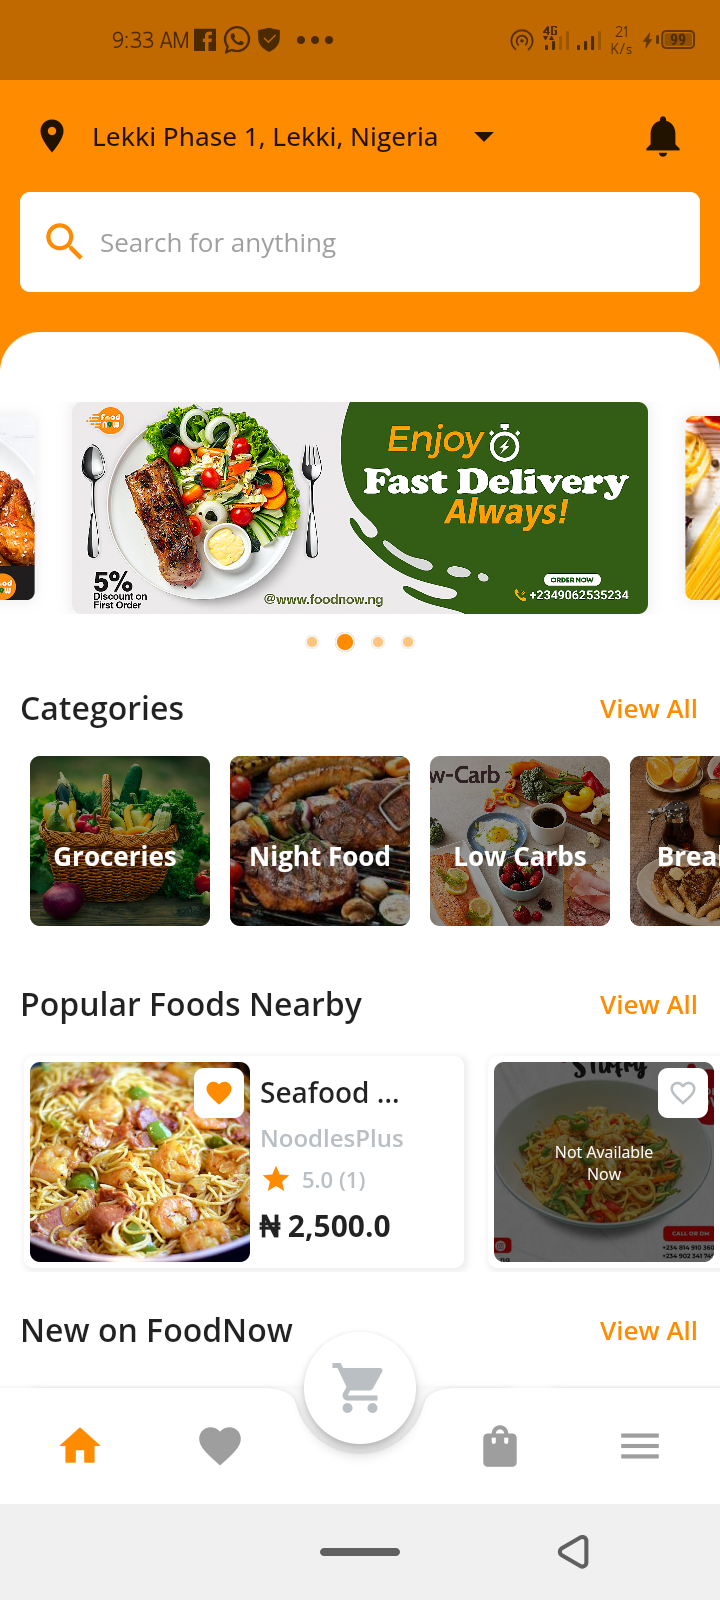 9:33 AM
4G
21
K/s
99
Lekki Phase 1, Lekki, Nigeria
Search for anything
Food
now
Enjoy
Fast Delivery
Always!
5%
Discount on
First Order
@www.foodnow.ng
ORDER NOW
+2349062535234
Categories
View All
Groceries
w-Carb
Night Food
Low Carbs
Brea
Popular Foods Nearby
View All
Seafood ...
NoodlesPlus
5.0 (1)
₦ 2,500.0
Not Available
Now
CALL OR DM
+234 814 910 360
+234 902 341 74
New on FoodNow
View All